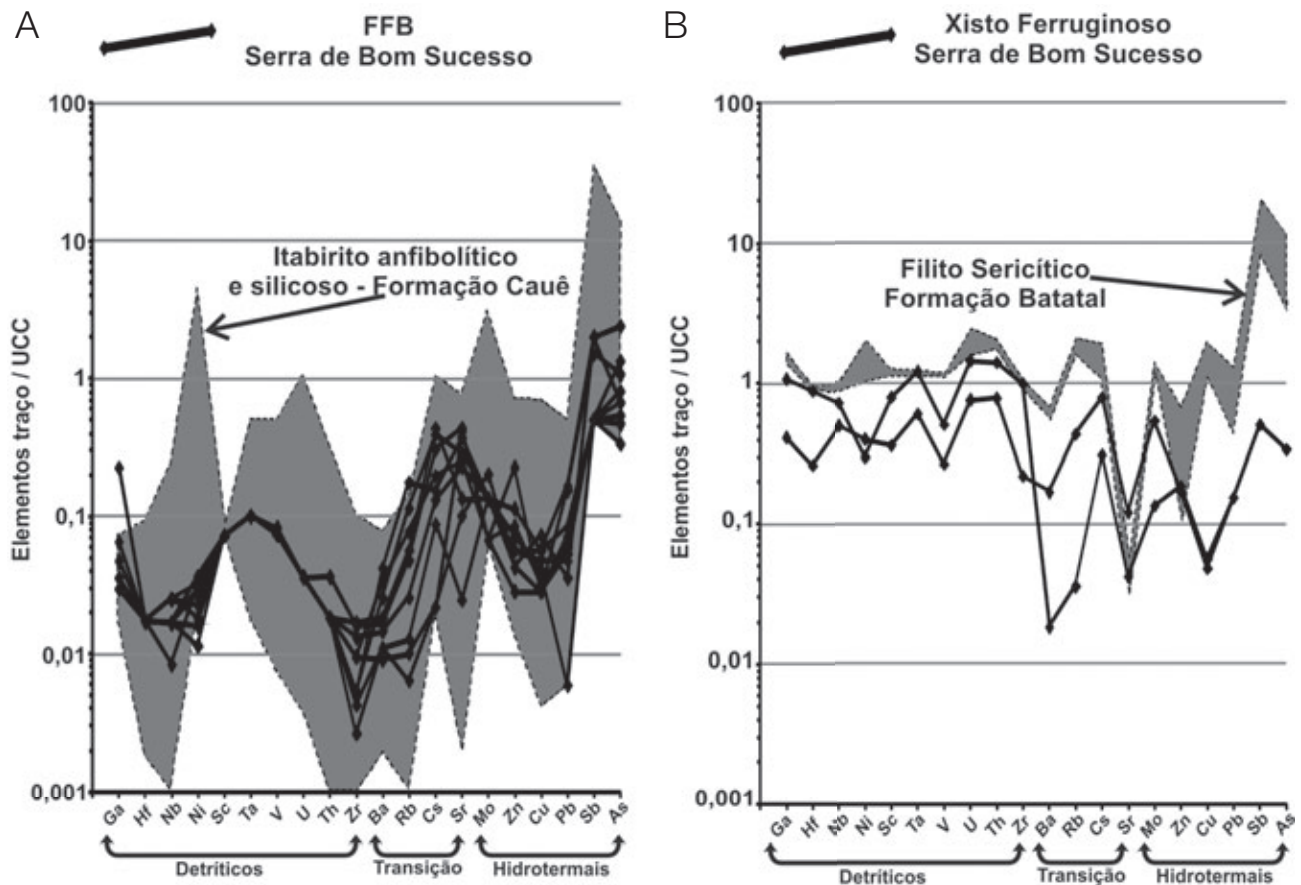 A
FFB
Serra de Bom Sucesso
100
10
1
0,1
0,01
0,001
Elementos traço / UCC
Itabirito anfibolítico
e silicoso - Formação Cauê
Ga Hf Nb Ni Sc Ta V U Th Zr Ba Rb Cs Sr Mo Zn Cu Pb Sb As
Detríticos Transição Hidrotermais
B
Xisto Ferruginoso
Serra de Bom Sucesso
100
10
1
0,1
0,01
0,001
Elementos traço / UCC
Filito Sericítico
Formação Batatal
Ga Hf Nb Ni Sc Ta V U Th Zr Ba Rb Cs Sr Mo Zn Cu Pb Sb As
Detríticos Transição Hidrotermais